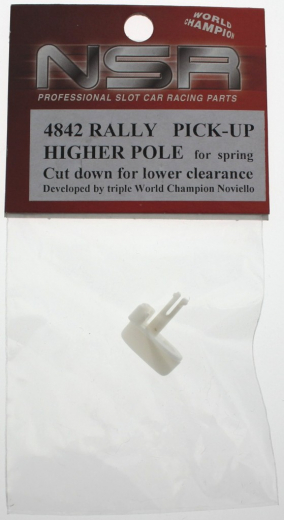 WORLD
CHAMPION
NSR
PROFESSIONAL SLOT CAR RACING PARTS
4842 RALLY PICK-UP
HIGHER POLE for spring
Cut down for lower clearance
Developed by triple World Champion Noviello